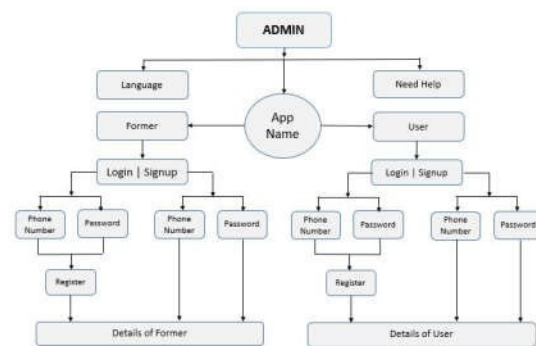 ADMIN
Language
Need Help
App
Name
Former
User
Login | Signup
Login | Signup
Phone
Number
Password
Phone
Number
Password
Phone
Number
Password
Phone
Number
Password
Register
Register
Details of Former
Details of User